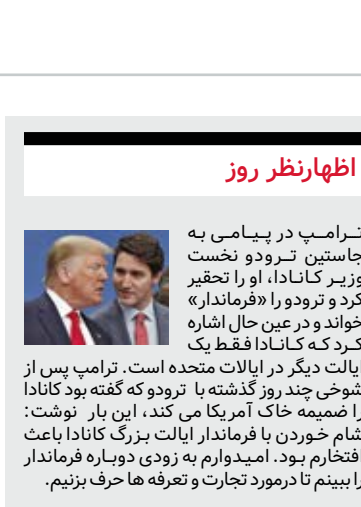 اظهارنظر روز
ترامپ در پیامی به
جاستین ترودو نخست
وزیر کانادا، او را تحقیر
کرد و ترودو را «فرماندار»
خواند و در عین حال اشاره
کرد که کانادا فقط یک
ایالت دیگر در ایالات متحده است. ترامپ پس از
شوخی چند روز گذشته با ترودو که گفته بود کانادا
را ضمیمه خاک آمریکا می کند، این بار نوشت:
شام خوردن با فرماندار ایالت بزرگ کانادا باعث
افتخارم بود. امیدوارم به زودی دوباره فرماندار
را ببینم تا درمورد تجارت و تعرفه ها حرف بزنیم.